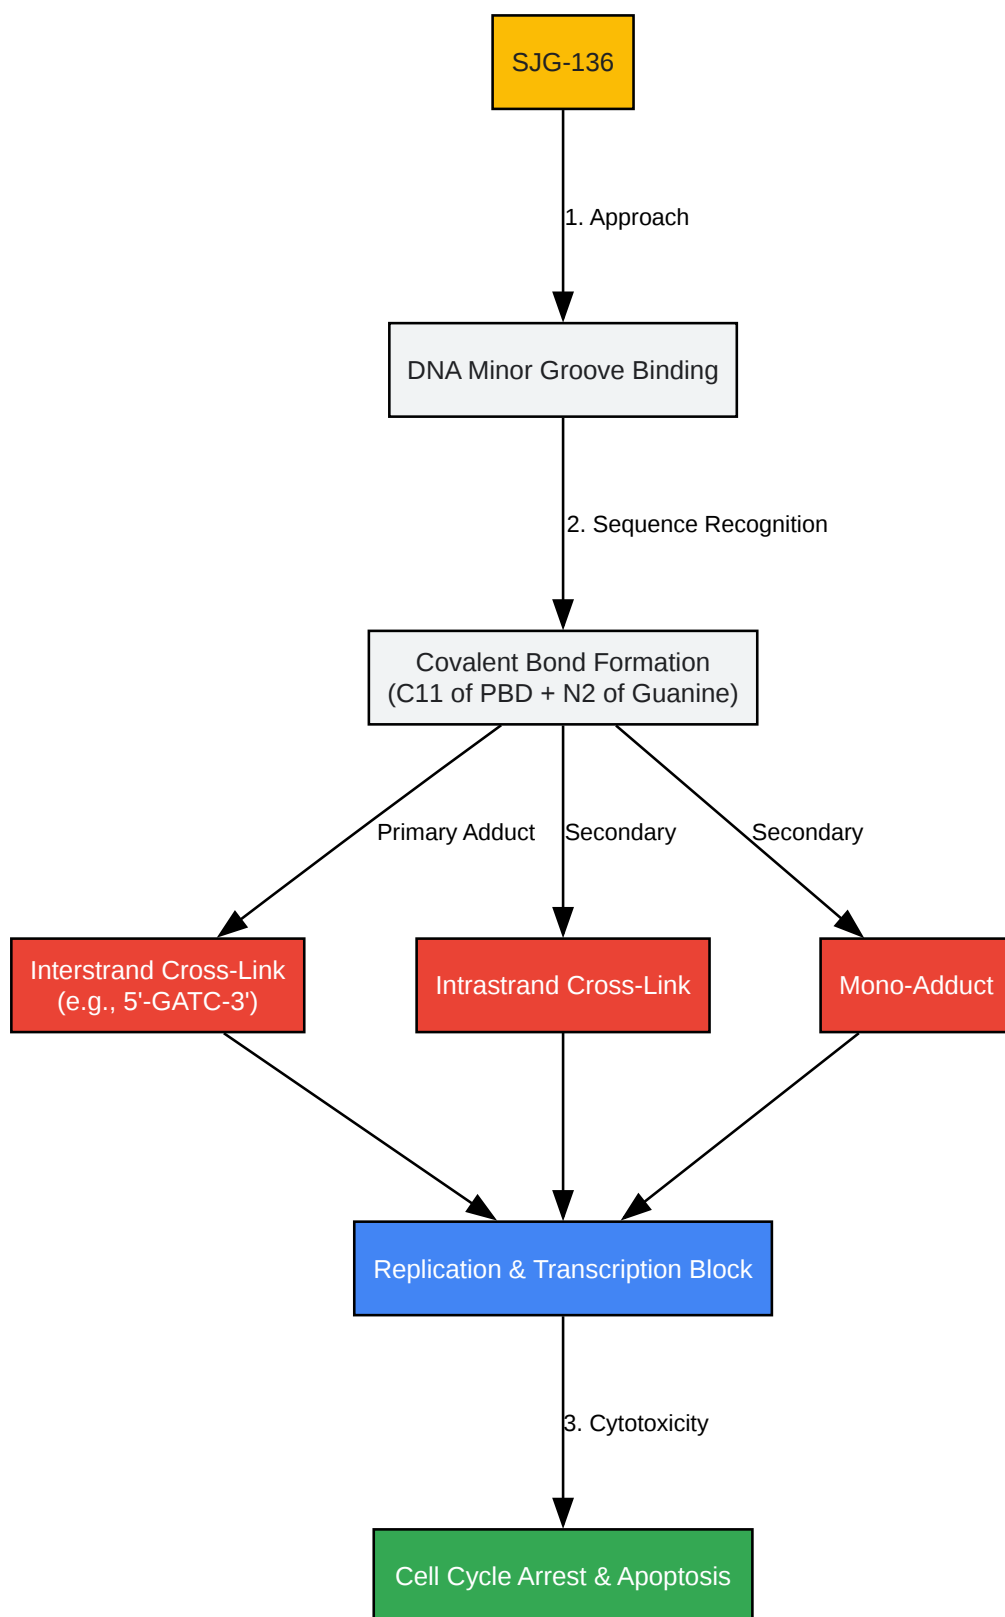 SJG-136
1. Approach
DNA Minor Groove Binding
2. Sequence Recognition
Covalent Bond Formation
(C11 of PBD + N2 of Guanine)
Primary Adduct
Secondary
Secondary
Interstrand Cross-Link
(e.g., 5'-GATC-3')
Intrastrand Cross-Link
Mono-Adduct
Replication & Transcription Block
3. Cytotoxicity
Cell Cycle Arrest & Apoptosis